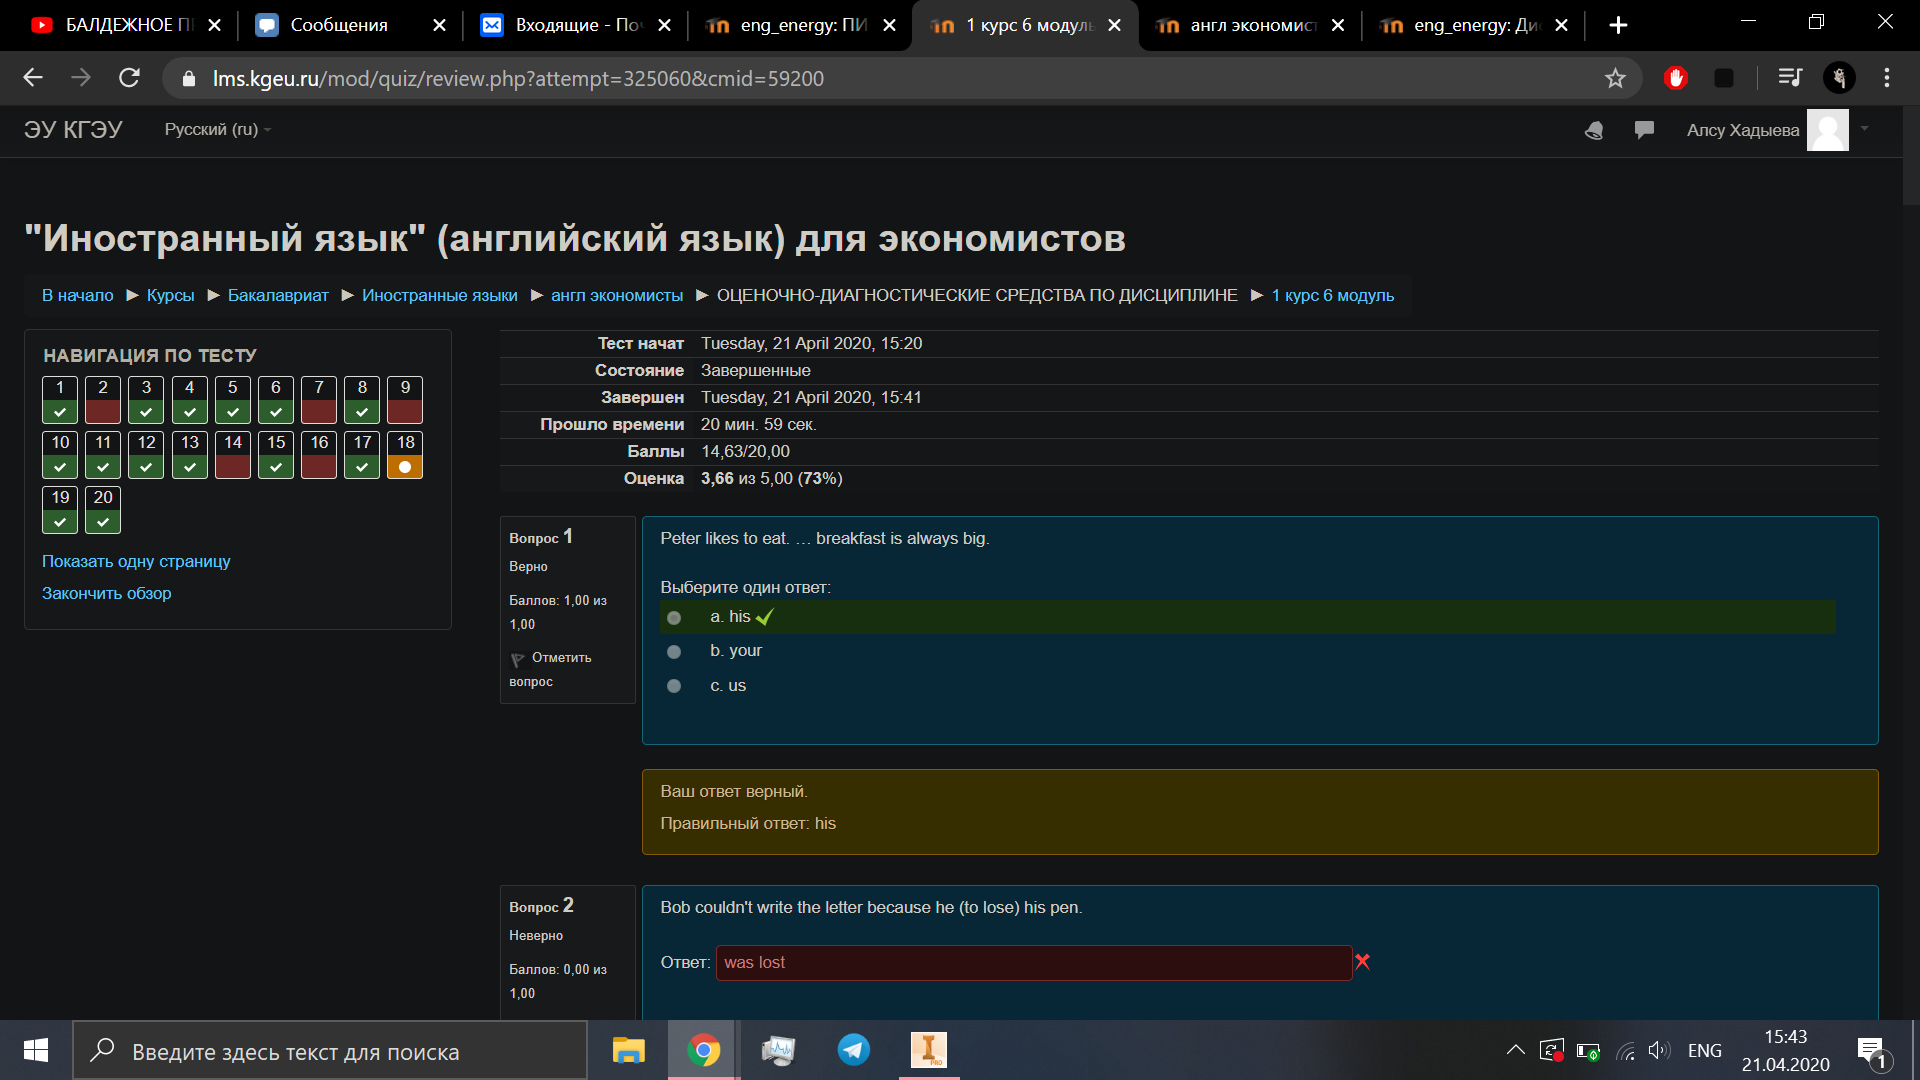 БАЛДЕЖНОЕ П
Сообщения
Входящие - По
eng_energy: ПИ
1 курс 6 модуль
англ экономист
eng_energy: Ди
lms.kgeu.ru/mod/quiz/review.php?attempt=325060&cmid=59200
ЭУ КГЭУ
Русский (ru)
Алсу Хадыева
"Иностранный язык" (английский язык) для экономистов
В начало ► Курсы ► Бакалавриат ► Иностранные языки ► англ экономисты ► ОЦЕНОЧНО-ДИАГНОСТИЧЕСКИЕ СРЕДСТВА ПО ДИСЦИПЛИНЕ ► 1 курс 6 модуль
НАВИГАЦИЯ ПО ТЕСТУ
1 2 3 4 5 6 7 8 9
10 11 12 13 14 15 16 17 18
19 20
Показать одну страницу
Закончить обзор
Тест начат Tuesday, 21 April 2020, 15:20
Состояние Завершенные
Завершен Tuesday, 21 April 2020, 15:41
Прошло времени 20 мин. 59 сек.
Баллы 14,63/20,00
Оценка 3,66 из 5,00 (73%)
Вопрос 1
Верно
Баллов: 1,00 из
1,00
Отметить
вопрос
Peter likes to eat. … breakfast is always big.
Выберите один ответ:
a. his
b. your
c. us
Ваш ответ верный.
Правильный ответ: his
Вопрос 2
Неверно
Баллов: 0,00 из
1,00
Bob couldn't write the letter because he (to lose) his pen.
Ответ: was lost
Введите здесь текст для поиска
PRO
ENG
15:43
21.04.2020
1